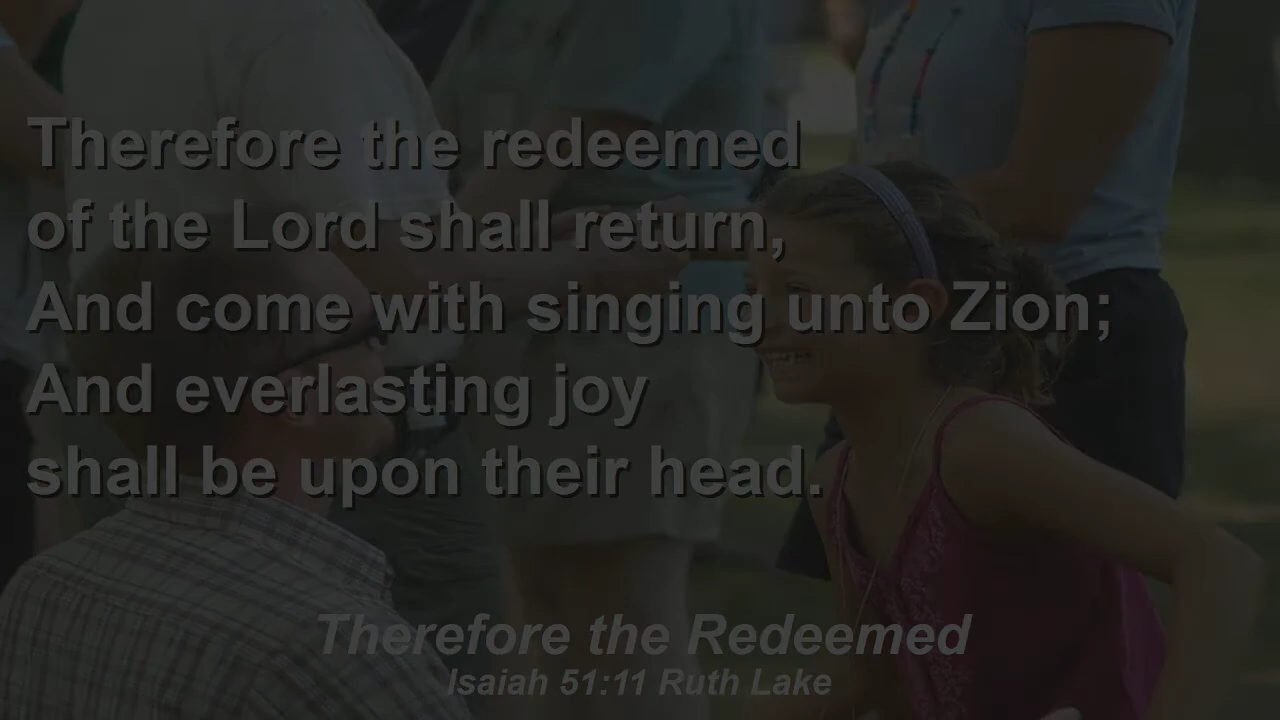 Therefore the redeemed
of the Lord shall return,
And come with singing unto Zion;
And everlasting joy
shall be upon their head.
Therefore the Redeemed
Isaiah 51:11 Ruth Lake